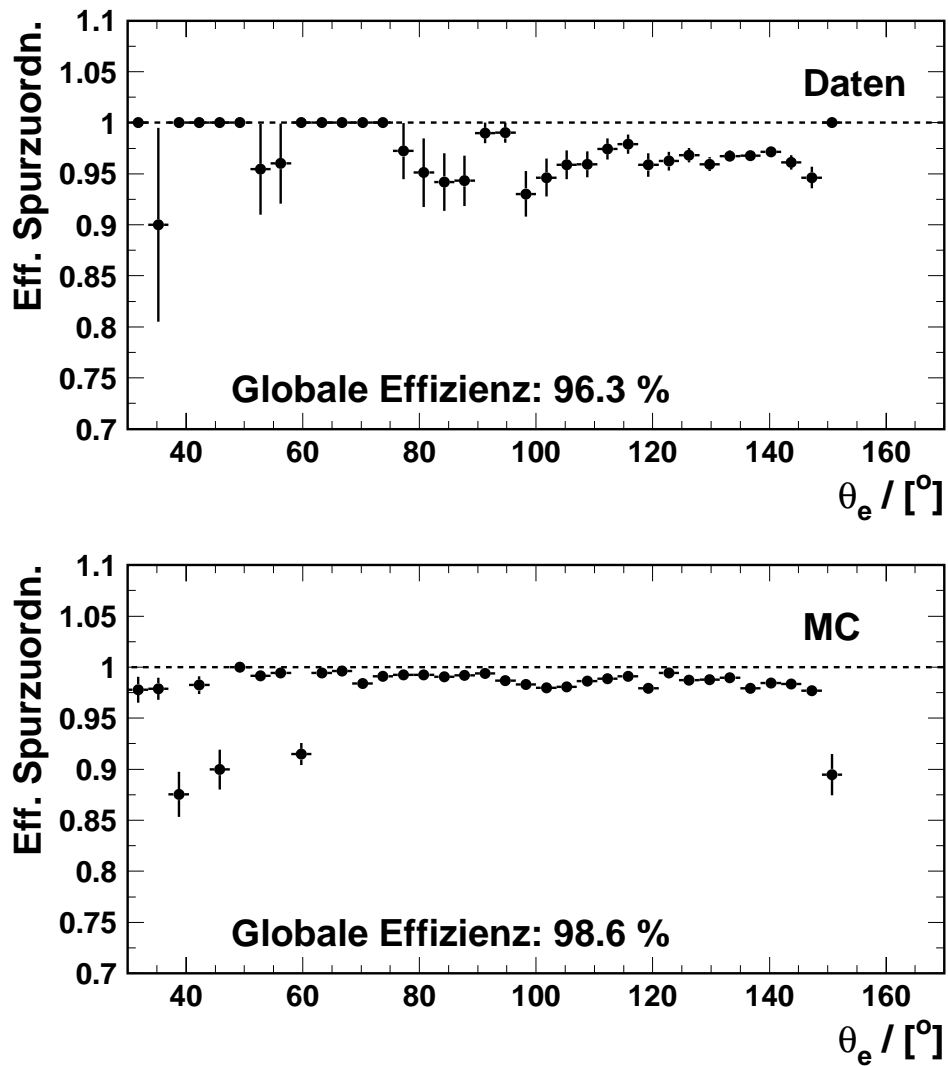 Eff. Spurzuordn.
1.1
1.05
1
0.95
0.9
0.85
0.8
0.75
0.7
Daten
Globale Effizienz: 96.3 %
40 60 80 100 120 140 160
θe / [o]
Eff. Spurzuordn.
1.1
1.05
1
0.95
0.9
0.85
0.8
0.75
0.7
MC
Globale Effizienz: 98.6 %
40 60 80 100 120 140 160
θe / [o]